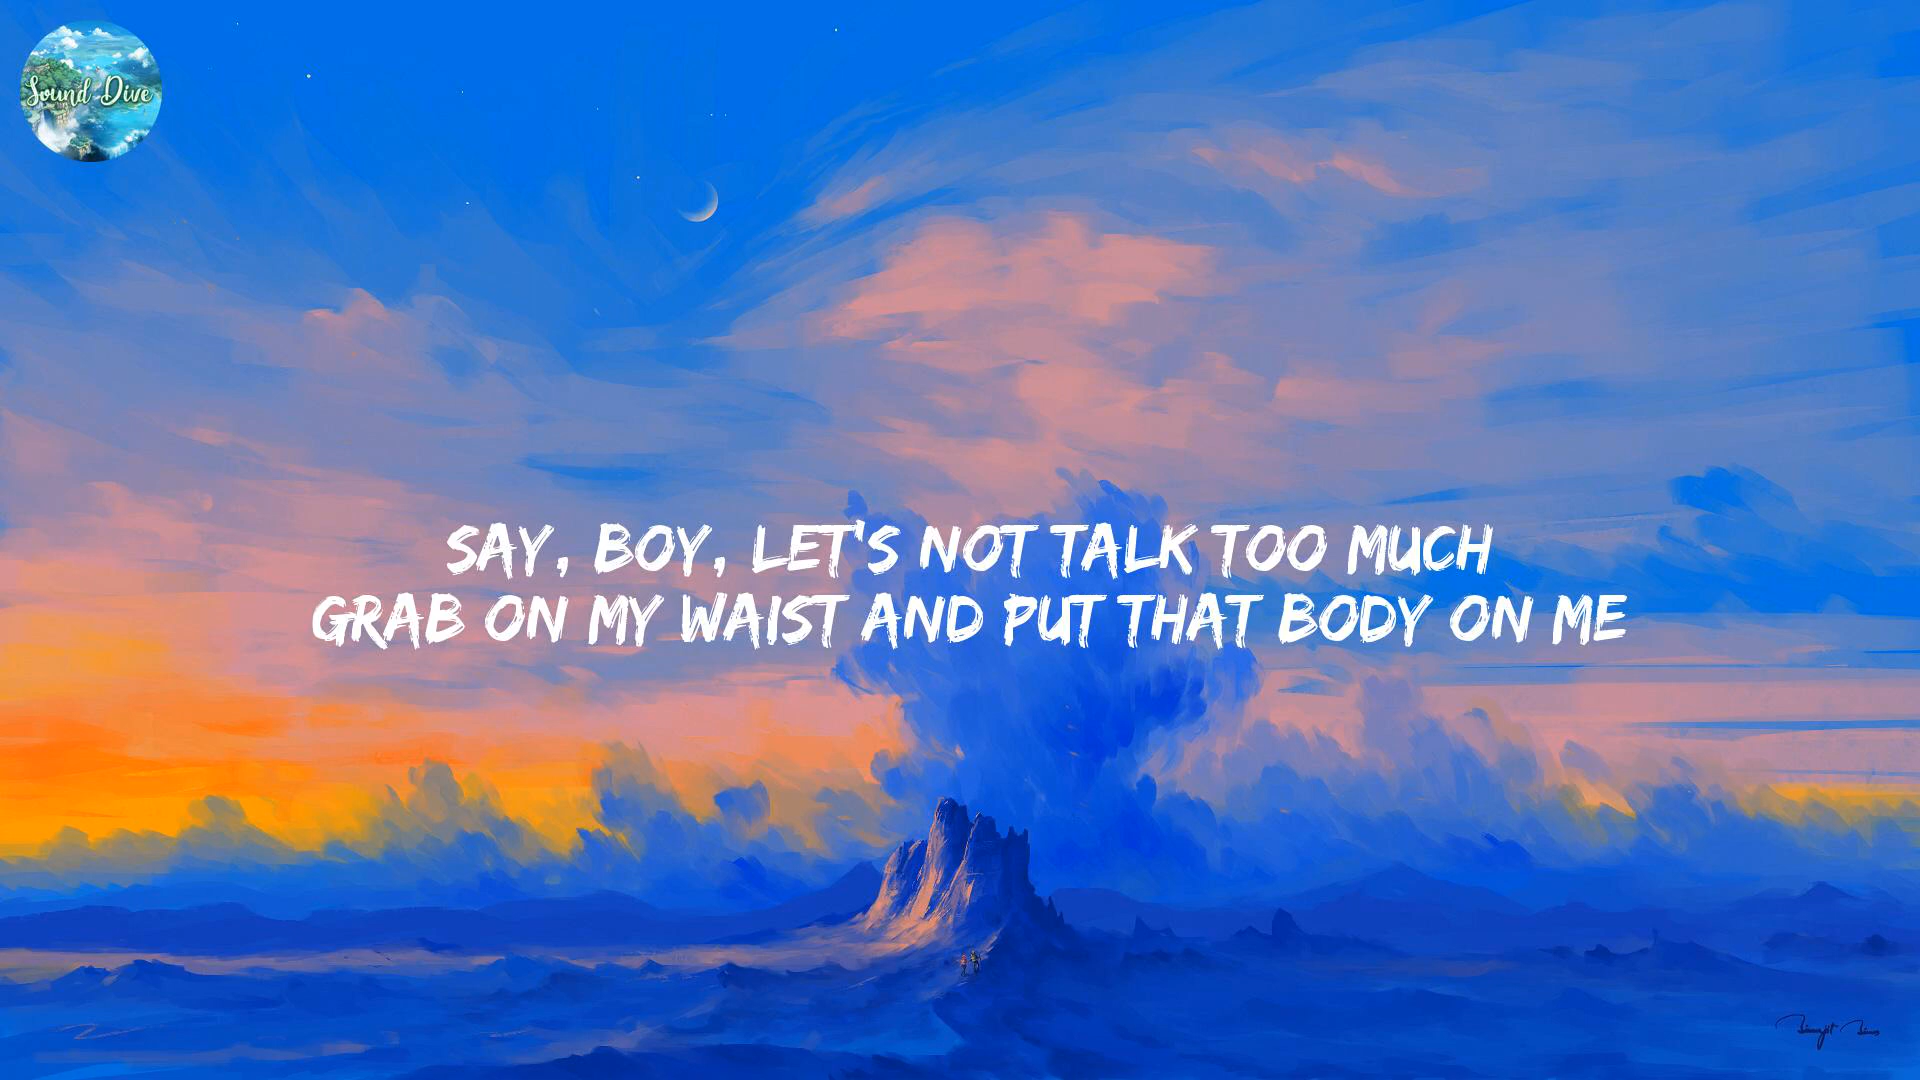 Sound Dive
SAY, BOY, LET'S NOT TALK TOO MUCH
GRAB ON MY WAIST AND PUT THAT BODY ON ME